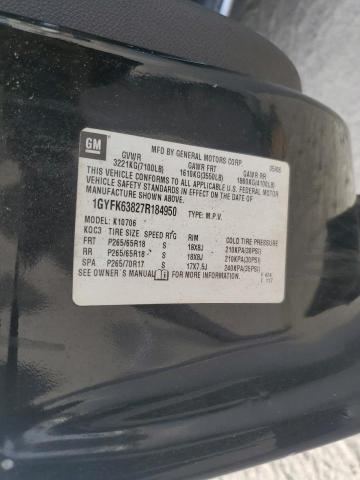 GM
MFD BY GENERAL MOTORS CORP
GVWR GAWR FRT GAWR RR
3221KG(7100LB) 1610KG(3550LB) 1860KG(4100LB)
THIS VEHICLE CONFORMS TO ALL APPLICABLE U.S. FEDERAL MOTOR
VEHICLE SAFETY STANDARDS IN EFFECT ON THE DATE OF
MANUFACTURE SHOWN ABOVE.
1GYFK63827R184950 TYPE: M.P.V.
MODEL: K10706
KQC3 TIRE SIZE SPEED RTG RIM COLD TIRE PRESSURE
FRT P265/65R18 S 18X8J 210KPA(30PSI)
RR P265/65R18 S 18X8J 210KPA(30PSI)
SPA P265/70R17 S 17X7.5J 240KPA(35PSI)
SEE OWNER'S MANUAL FOR MORE INFORMATION.